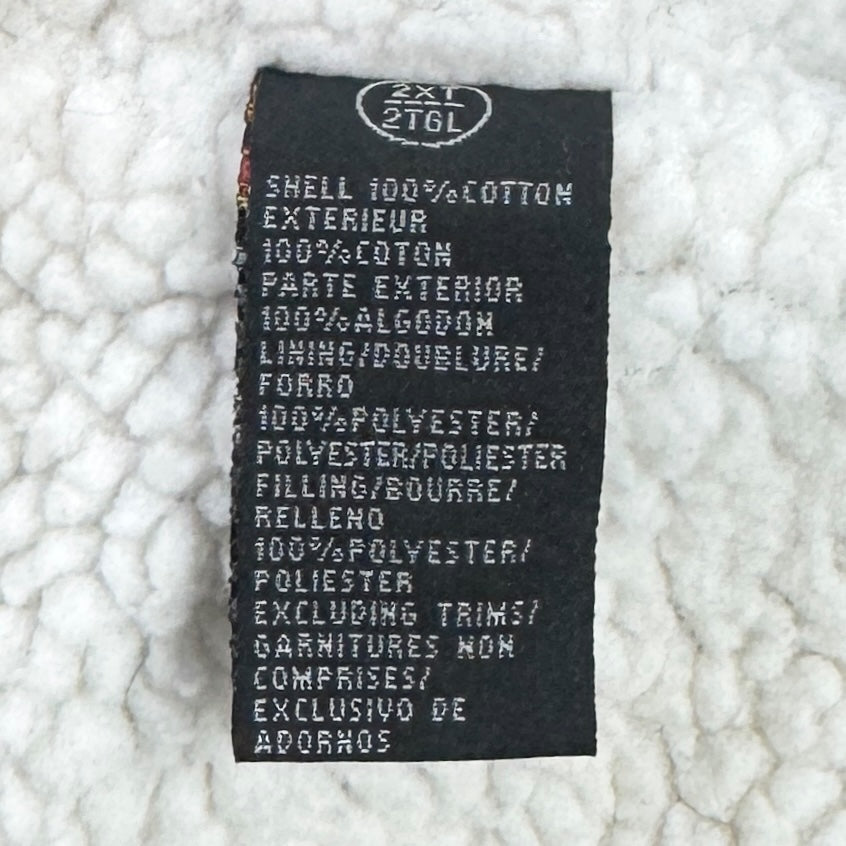 2XT
2TGL
SHELL 100%COTTON
EXTERIEUR
100%COTON
PARTE EXTERIOR
100%ALGODON
LINING/DOUBLURE/
FORRO
100%POLYESTER/
POLYESTER/POLIESTER
FILLING/BOURRE/
RELLENO
100%POLYESTER/
POLIESTER
EXCLUDING TRIMS/
GARNITURES NON
COMPRISES/
EXCLUSIVO DE
ADORNOS